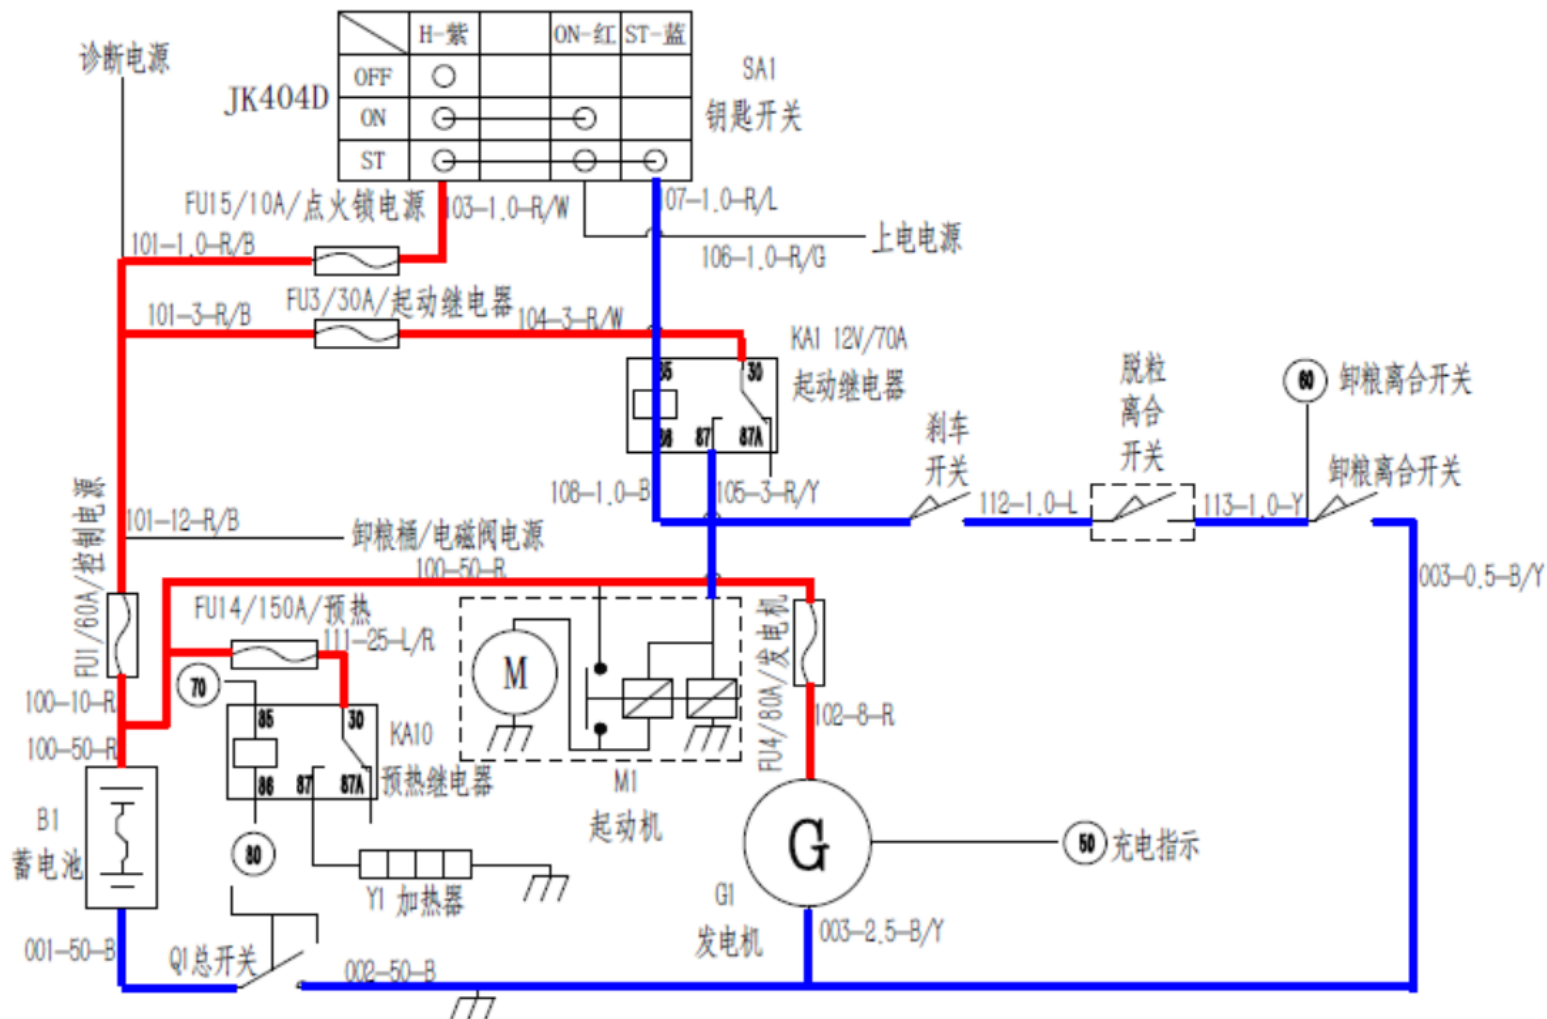 H-紫 ON-红 ST-蓝
OFF
ON
ST
JK404D
SA1
钥匙开关
诊断电源
FU15/10A/点火锁电源
103-1.0-R/W
107-1.0-R/L
101-1.0-R/B
106-1.0-R/G
上电电源
FU3/30A/起动继电器
101-3-R/B
104-3-R/W
KA1 12V/70A
起动继电器
85 30
86 87 87A
108-1.0-B
105-3-R/Y
刹车
开关
脱粒
离合
开关
60
卸粮离合开关
卸粮离合开关
112-1.0-L
113-1.0-Y
003-0.5-B/Y
FU1/60A/控制电源
101-12-R/B
卸粮桶/电磁阀电源
100-50-R
FU14/150A/预热
111-25-L/R
70
100-10-R
100-50-R
85 30
86 87 87A
KA10
预热继电器
M
M1
起动机
FU4/80A/发电机
102-8-R
B1
蓄电池
80
Y1 加热器
G
G1
发电机
50
充电指示
001-50-B
Q1总开关
002-50-B
003-2.5-B/Y